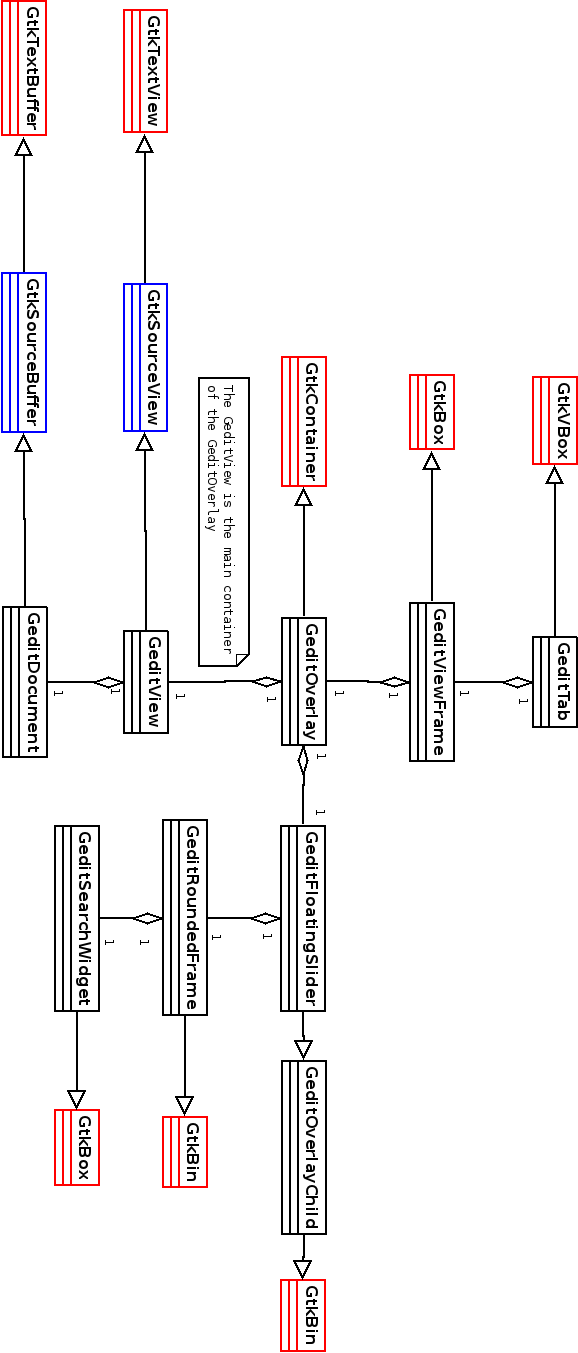 GtkVBox
GeditTab
1
1
GtkBox
GeditViewFrame
1
1
GtkContainer
GeditOverlay
1
1
GeditFloatingSlider
GeditOverlayChild
GtkBin
The GeditView is the main container
of the GeditOverlay
1
1
1
1
GtkTextView
GtkSourceView
GeditView
GeditRoundedFrame
GtkBin
1
1
1
1
GtkTextBuffer
GtkSourceBuffer
GeditDocument
GeditSearchWidget
GtkBox